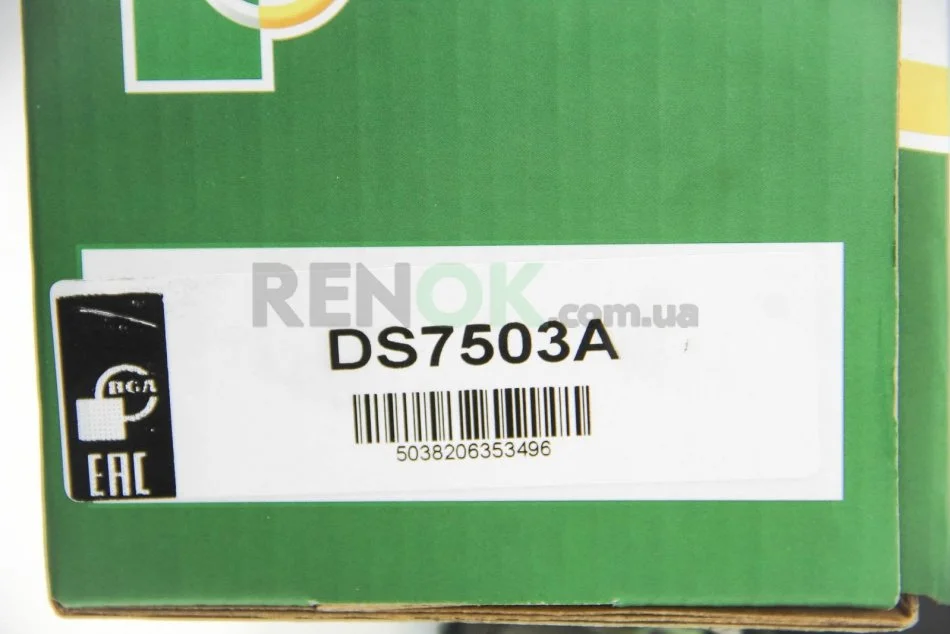 RENOK.com.ua
DS7503A
5038206353496
BGA
EAC